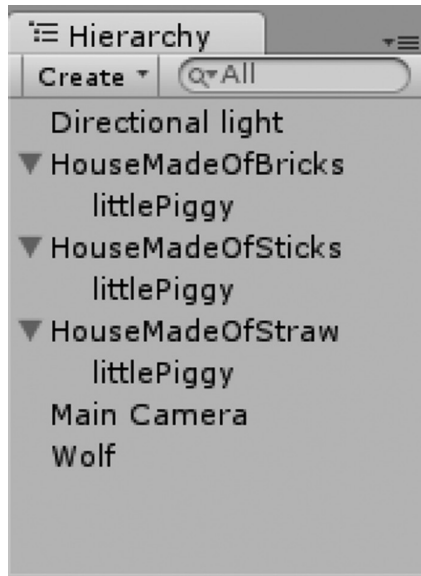 Hierarchy
Create All
Directional light
HouseMadeOfBricks
littlePiggy
HouseMadeOfSticks
littlePiggy
HouseMadeOfStraw
littlePiggy
Main Camera
Wolf